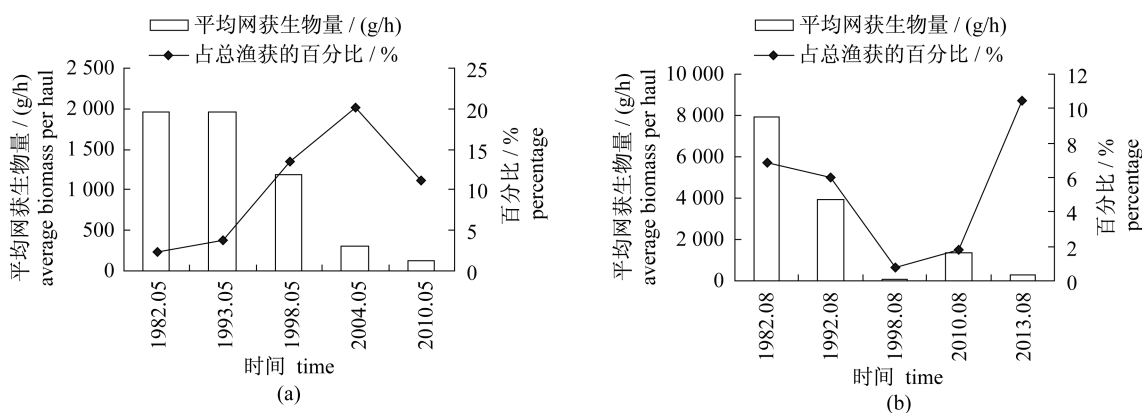 平均网获生物量 / (g/h)
占总渔获的百分比 / %
平均网获生物量 / (g/h)
average biomass per haul
2 500
2 000
1 500
1 000
500
0
25
20
15
10
5
0
百分比 / %
percentage
1982.05
1993.05
1998.05
2004.05
2010.05
时间 time
(a)
平均网获生物量 / (g/h)
占总渔获的百分比 / %
平均网获生物量 / (g/h)
average biomass per haul
10 000
8 000
6 000
4 000
2 000
0
12
10
8
6
4
2
0
百分比 / %
percentage
1982.08
1992.08
1998.08
2010.08
2013.08
时间 time
(b)